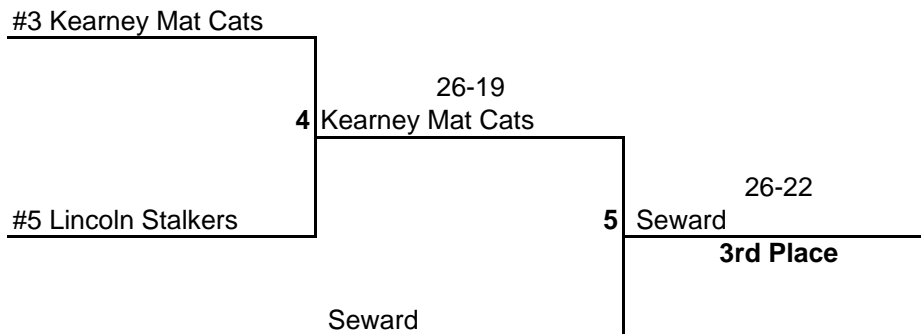 #3 Kearney Mat Cats
26-19
4 Kearney Mat Cats
26-22
#5 Lincoln Stalkers
5 Seward
3rd Place
Seward